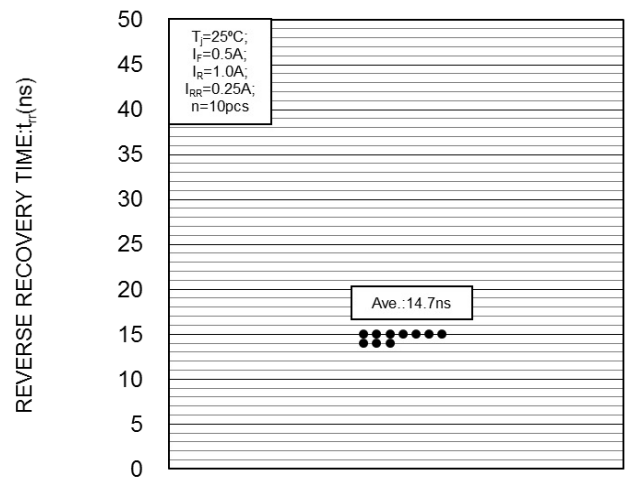 REVERSE RECOVERY TIME:trr(ns)
50
45
40
35
30
25
20
15
10
5
0
Tj=25ºC;
IF=0.5A;
IR=1.0A;
IRR=0.25A;
n=10pcs
Ave.:14.7ns